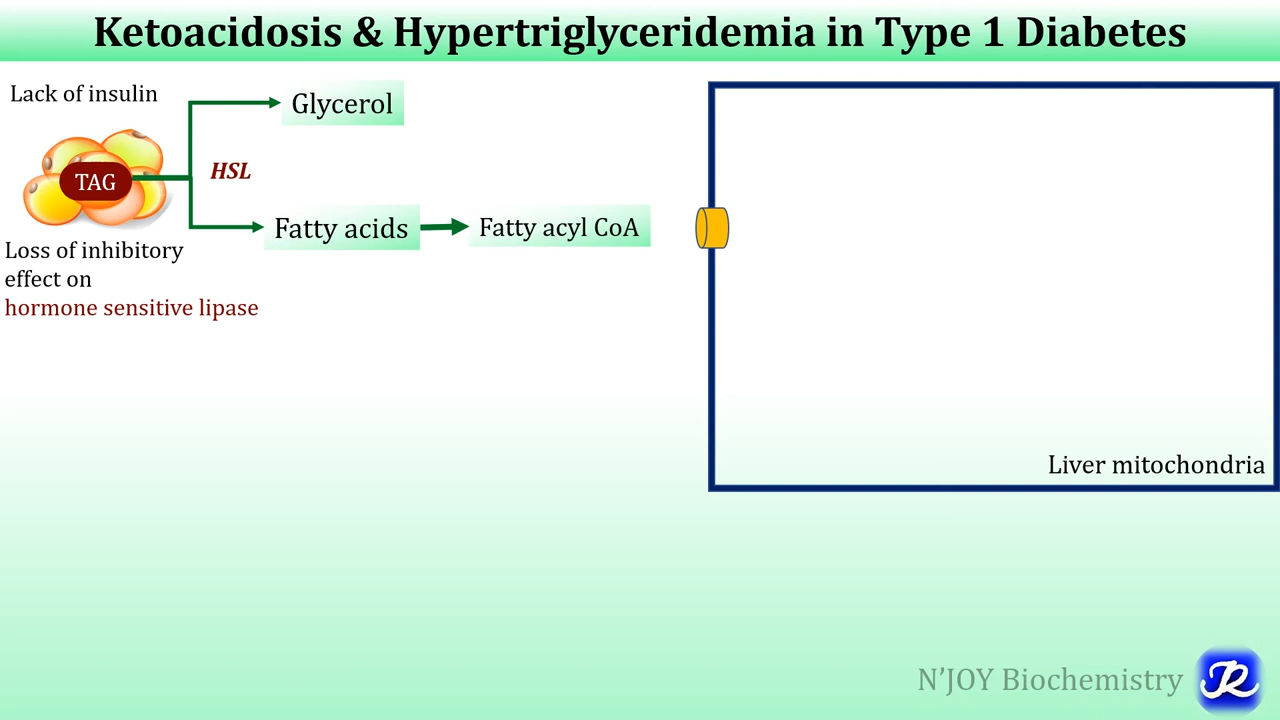 Ketoacidosis & Hypertriglyceridemia in Type 1 Diabetes
Lack of insulin
Glycerol
HSL
TAG
Fatty acids
Fatty acyl CoA
Loss of inhibitory
effect on
hormone sensitive lipase
Liver mitochondria
N’JOY Biochemistry
JR